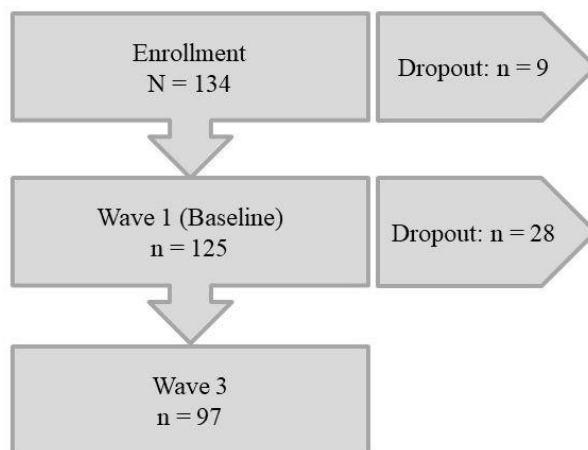 Enrollment
N = 134
Dropout: n = 9
Wave 1 (Baseline)
n = 125
Dropout: n = 28
Wave 3
n = 97